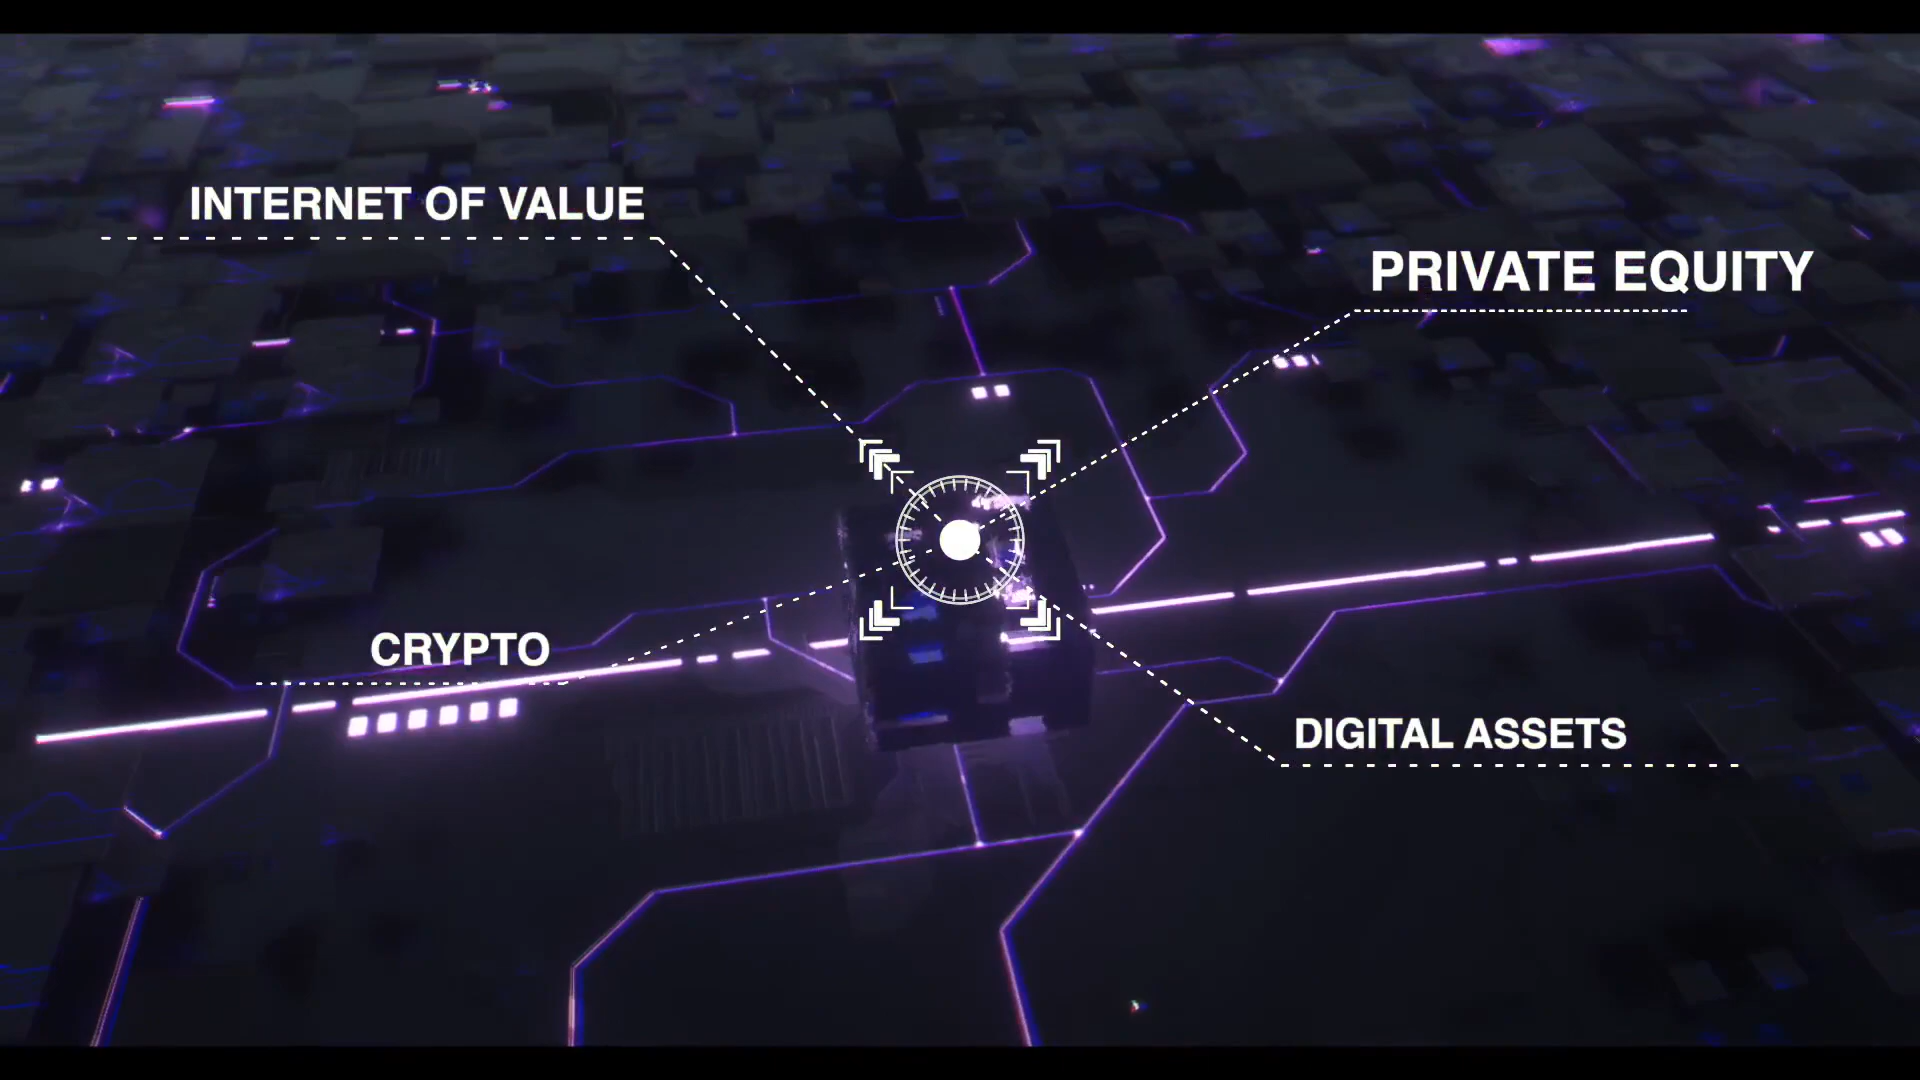 INTERNET OF VALUE
PRIVATE EQUITY
CRYPTO
DIGITAL ASSETS